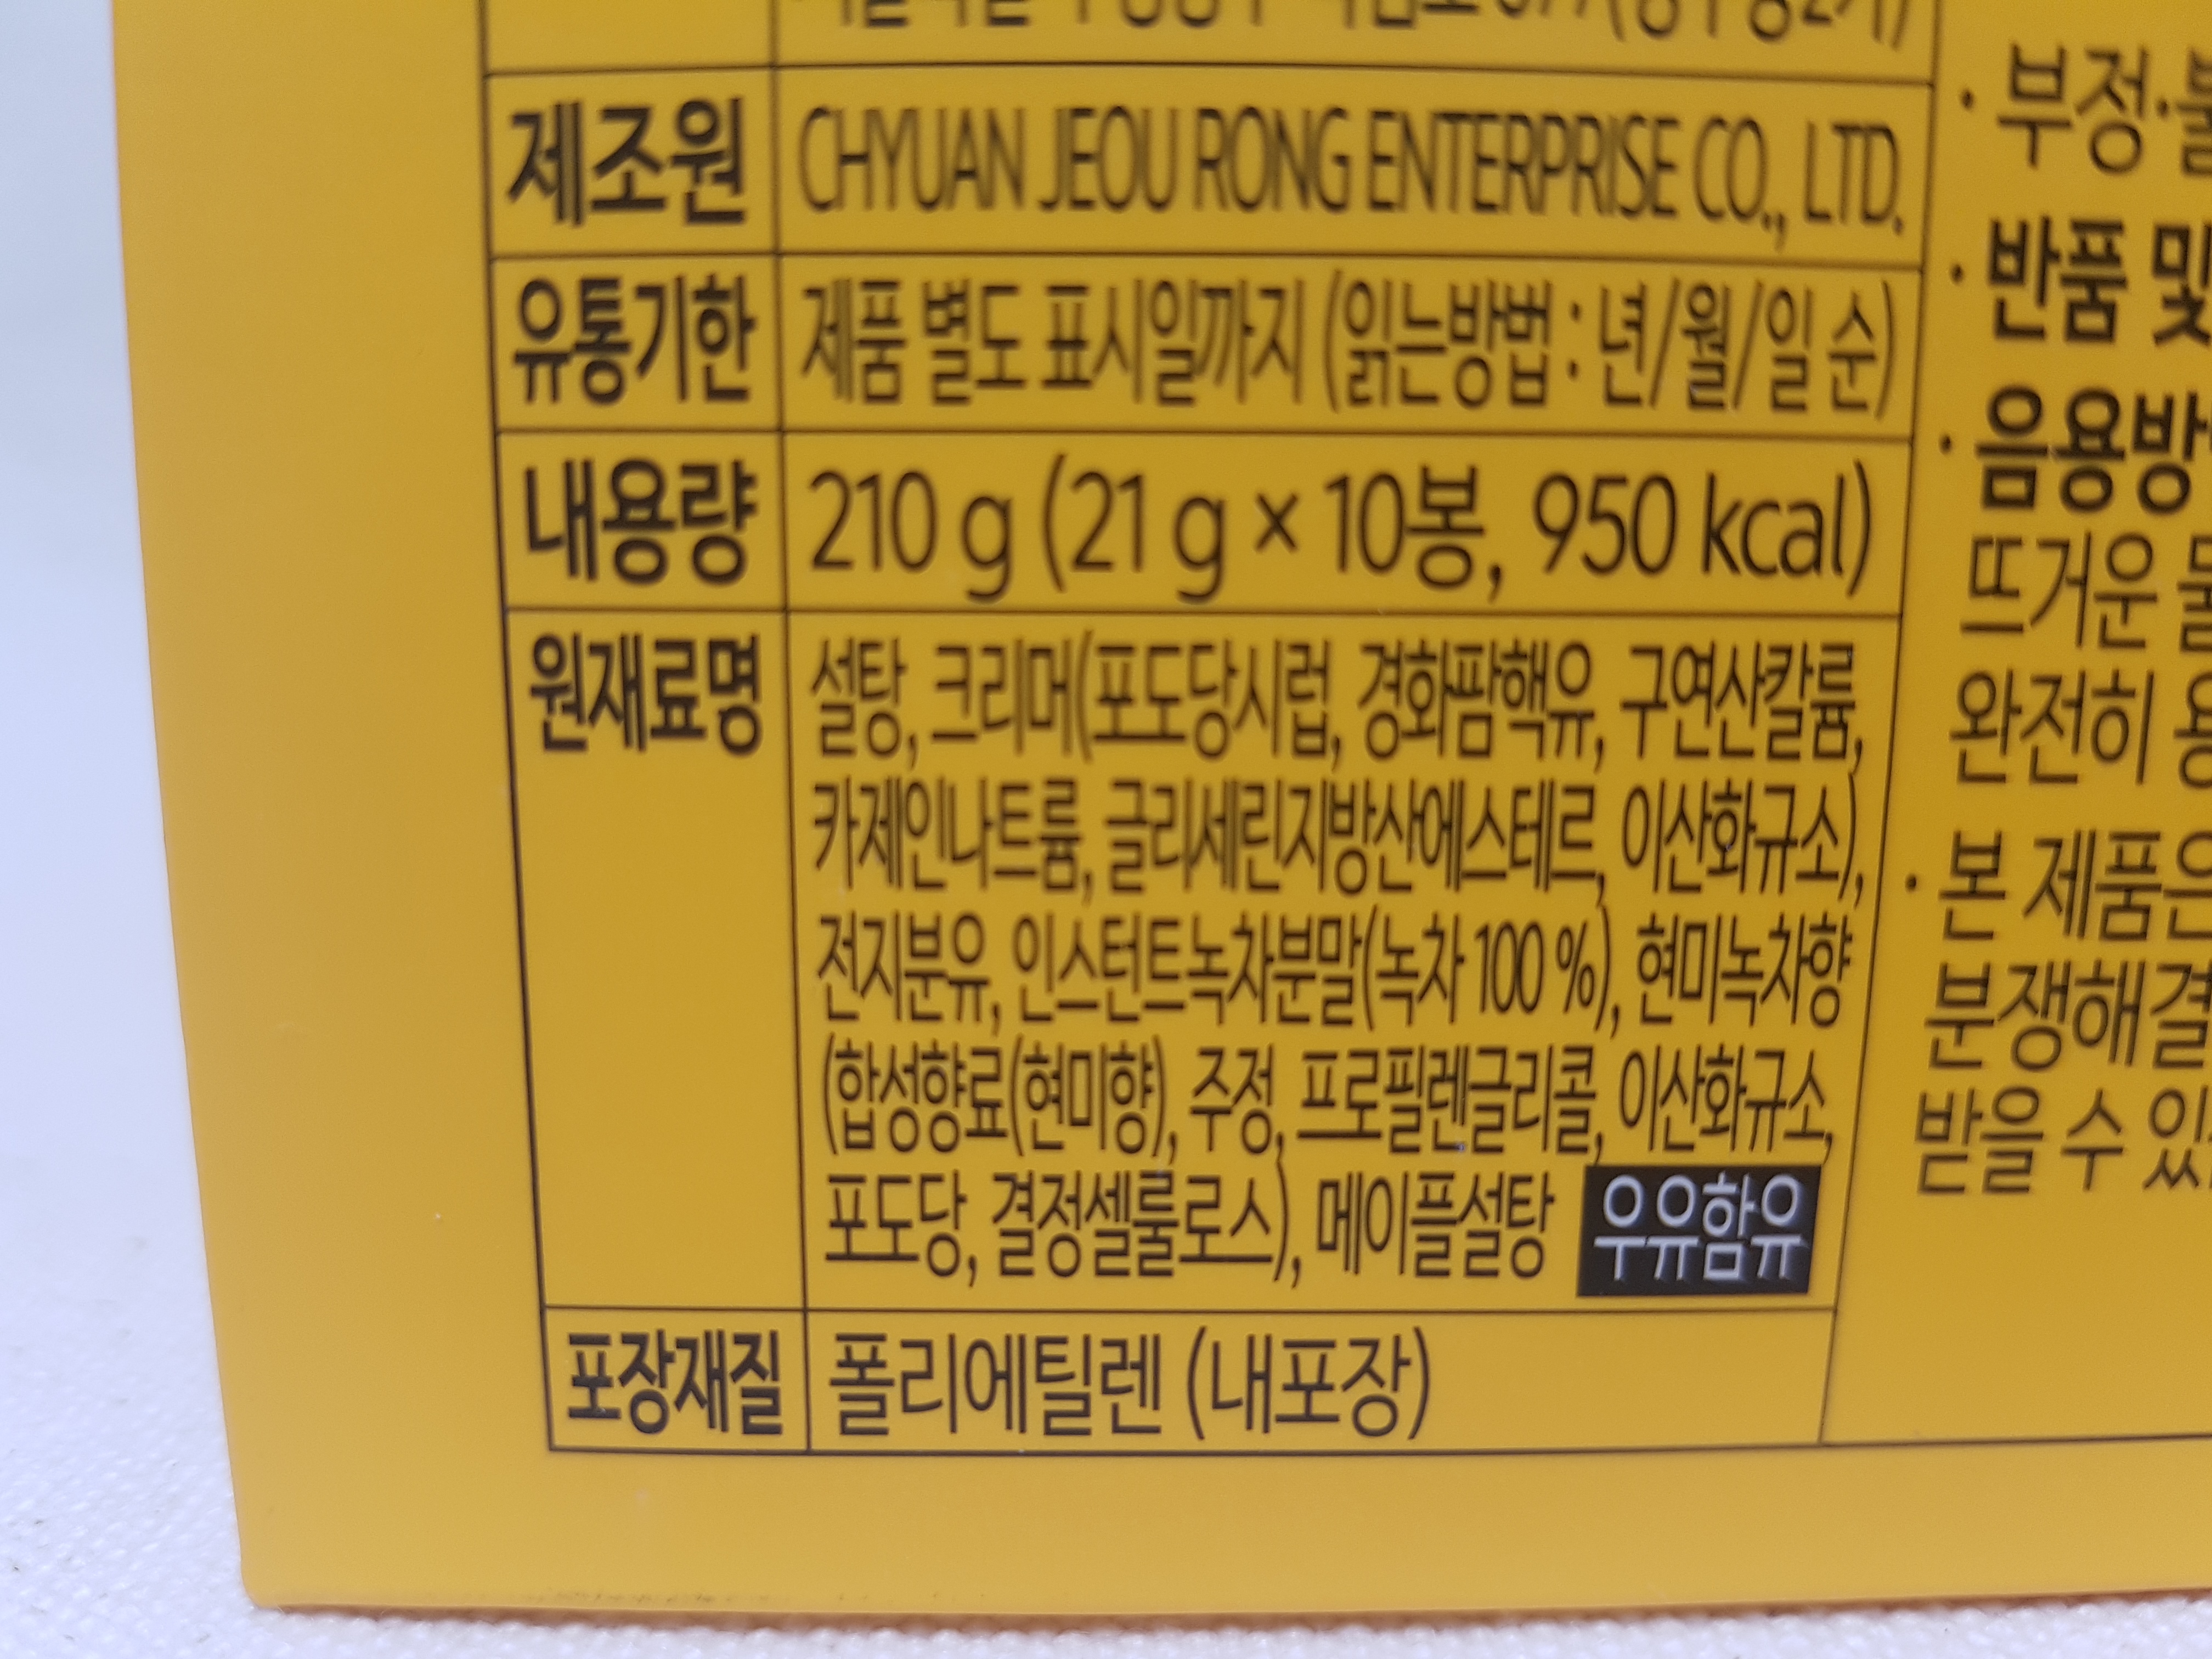 제조원 CHYUAN JEOU RONG ENTERPRISE CO., LTD.
유통기한 제품 별도 표시일까지 (읽는방법 : 년/월/일 순)
내용량 210 g (21 g × 10봉, 950 kcal)
원재료명 설탕, 크리머(포도당시럽, 경화팜핵유, 구연산칼륨,
카제인나트륨, 글리세린지방산에스테르, 이산화규소),
전지분유, 인스턴트녹차분말(녹차 100 %), 현미녹차향
(합성향료(현미향), 주정, 프로필렌글리콜, 이산화규소,
포도당, 결정셀룰로스), 메이플설탕 우유함유
포장재질 폴리에틸렌 (내포장)
· 부정·
· 반품 및
· 음용방
뜨거운
완전히
· 본 제품은
분쟁해결
받을 수